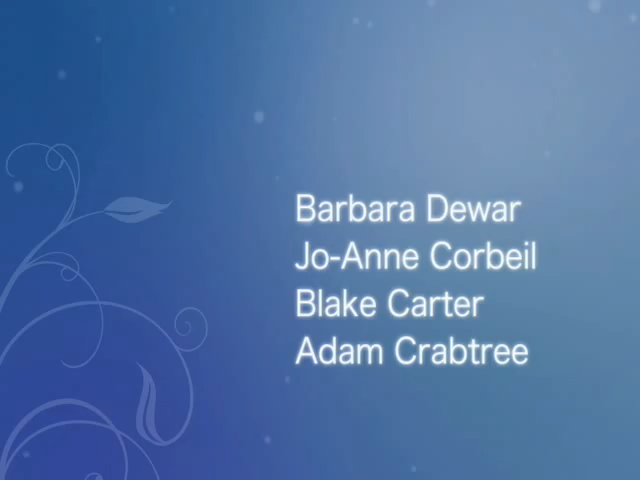 Barbara Dewar
Jo-Anne Corbeil
Blake Carter
Adam Crabtree